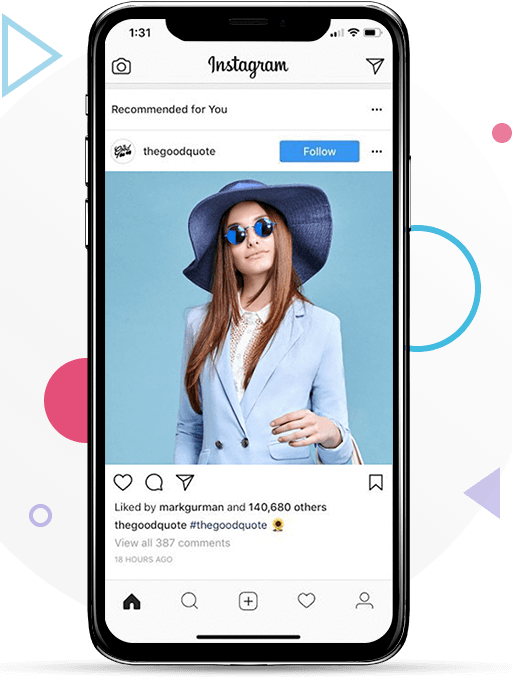 1:31
Instagram
Recommended for You
thegoodquote
Follow
Liked by markgurman and 140,680 others
thegoodquote #thegoodquote 🌻
View all 387 comments
18 HOURS AGO